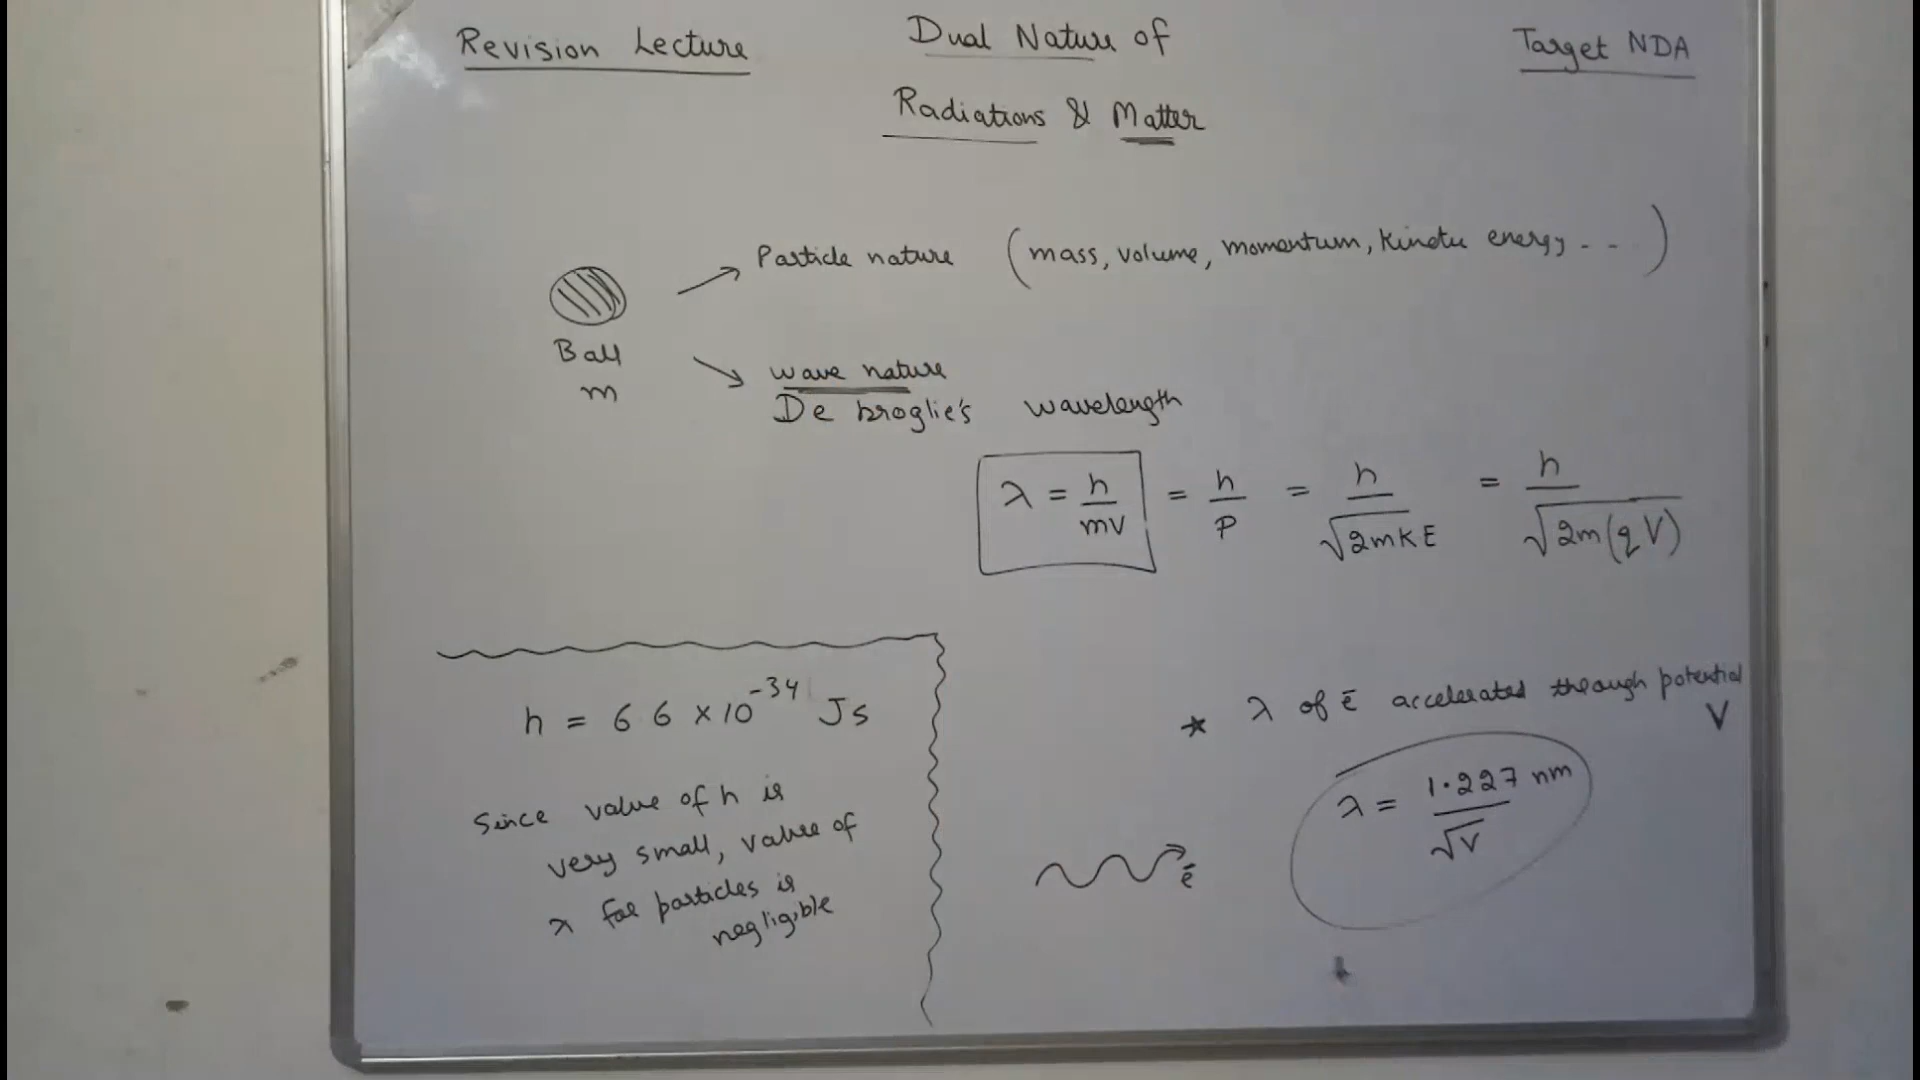 Revision Lecture
Dual Nature of
Radiations & Matter
Target NDA
Particle nature (mass, volume, momentum, Kinetic energy - - )
Ball
m
wave nature
De broglie's wavelength
λ = h/mv = h/P = h/√2mKE = h/√2m(qV)
h = 6 6 × 10⁻³⁴ Js
Since value of h is
very small, value of
λ for particles is
negligible
* λ of ē accelerated through potential
V
λ = 1.227 nm/√V
ē